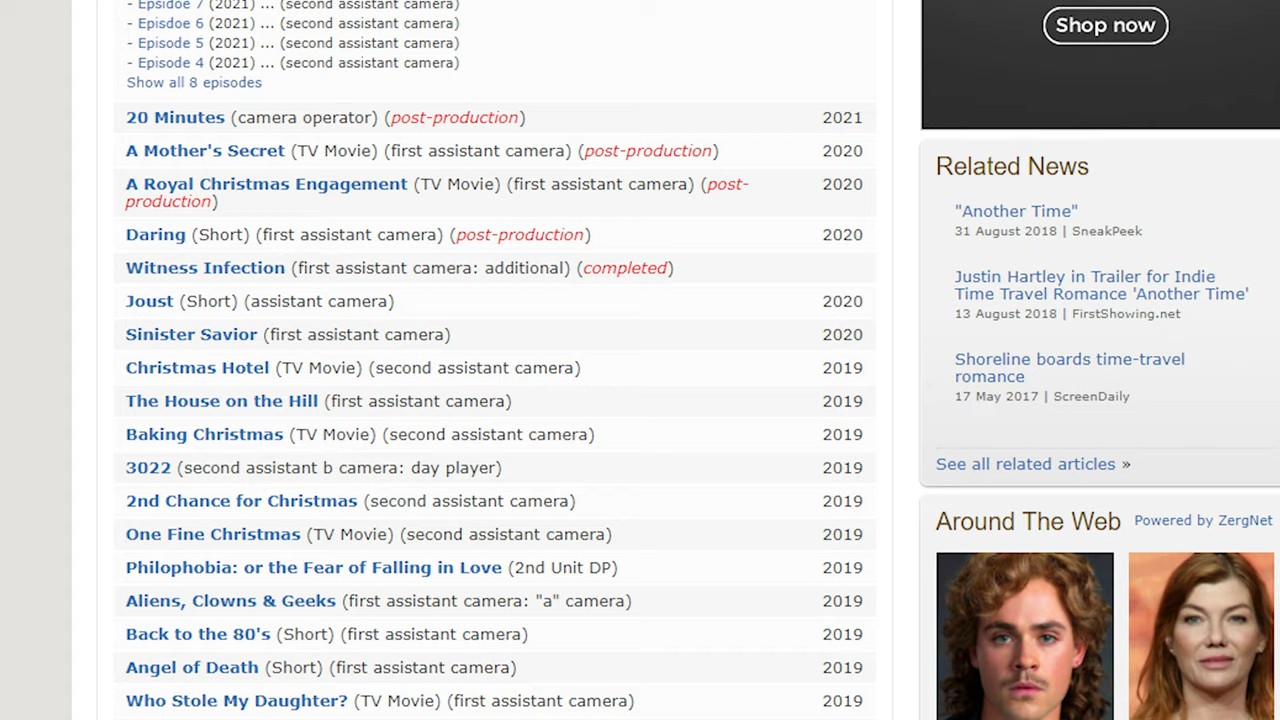 - Epsidoe 7 (2021) ... (second assistant camera)
- Epsidoe 6 (2021) ... (second assistant camera)
- Episode 5 (2021) ... (second assistant camera)
- Episode 4 (2021) ... (second assistant camera)
Show all 8 episodes
20 Minutes (camera operator) (post-production) 2021
A Mother's Secret (TV Movie) (first assistant camera) (post-production) 2020
A Royal Christmas Engagement (TV Movie) (first assistant camera) (post- 2020
production)
Daring (Short) (first assistant camera) (post-production) 2020
Witness Infection (first assistant camera: additional) (completed)
Joust (Short) (assistant camera) 2020
Sinister Savior (first assistant camera) 2020
Christmas Hotel (TV Movie) (second assistant camera) 2019
The House on the Hill (first assistant camera) 2019
Baking Christmas (TV Movie) (second assistant camera) 2019
3022 (second assistant b camera: day player) 2019
2nd Chance for Christmas (second assistant camera) 2019
One Fine Christmas (TV Movie) (second assistant camera) 2019
Philophobia: or the Fear of Falling in Love (2nd Unit DP) 2019
Aliens, Clowns & Geeks (first assistant camera: "a" camera) 2019
Back to the 80's (Short) (first assistant camera) 2019
Angel of Death (Short) (first assistant camera) 2019
Who Stole My Daughter? (TV Movie) (first assistant camera) 2019
Shop now
Related News
"Another Time"
31 August 2018 | SneakPeek
Justin Hartley in Trailer for Indie
Time Travel Romance 'Another Time'
13 August 2018 | FirstShowing.net
Shoreline boards time-travel
romance
17 May 2017 | ScreenDaily
See all related articles »
Around The Web Powered by ZergNet